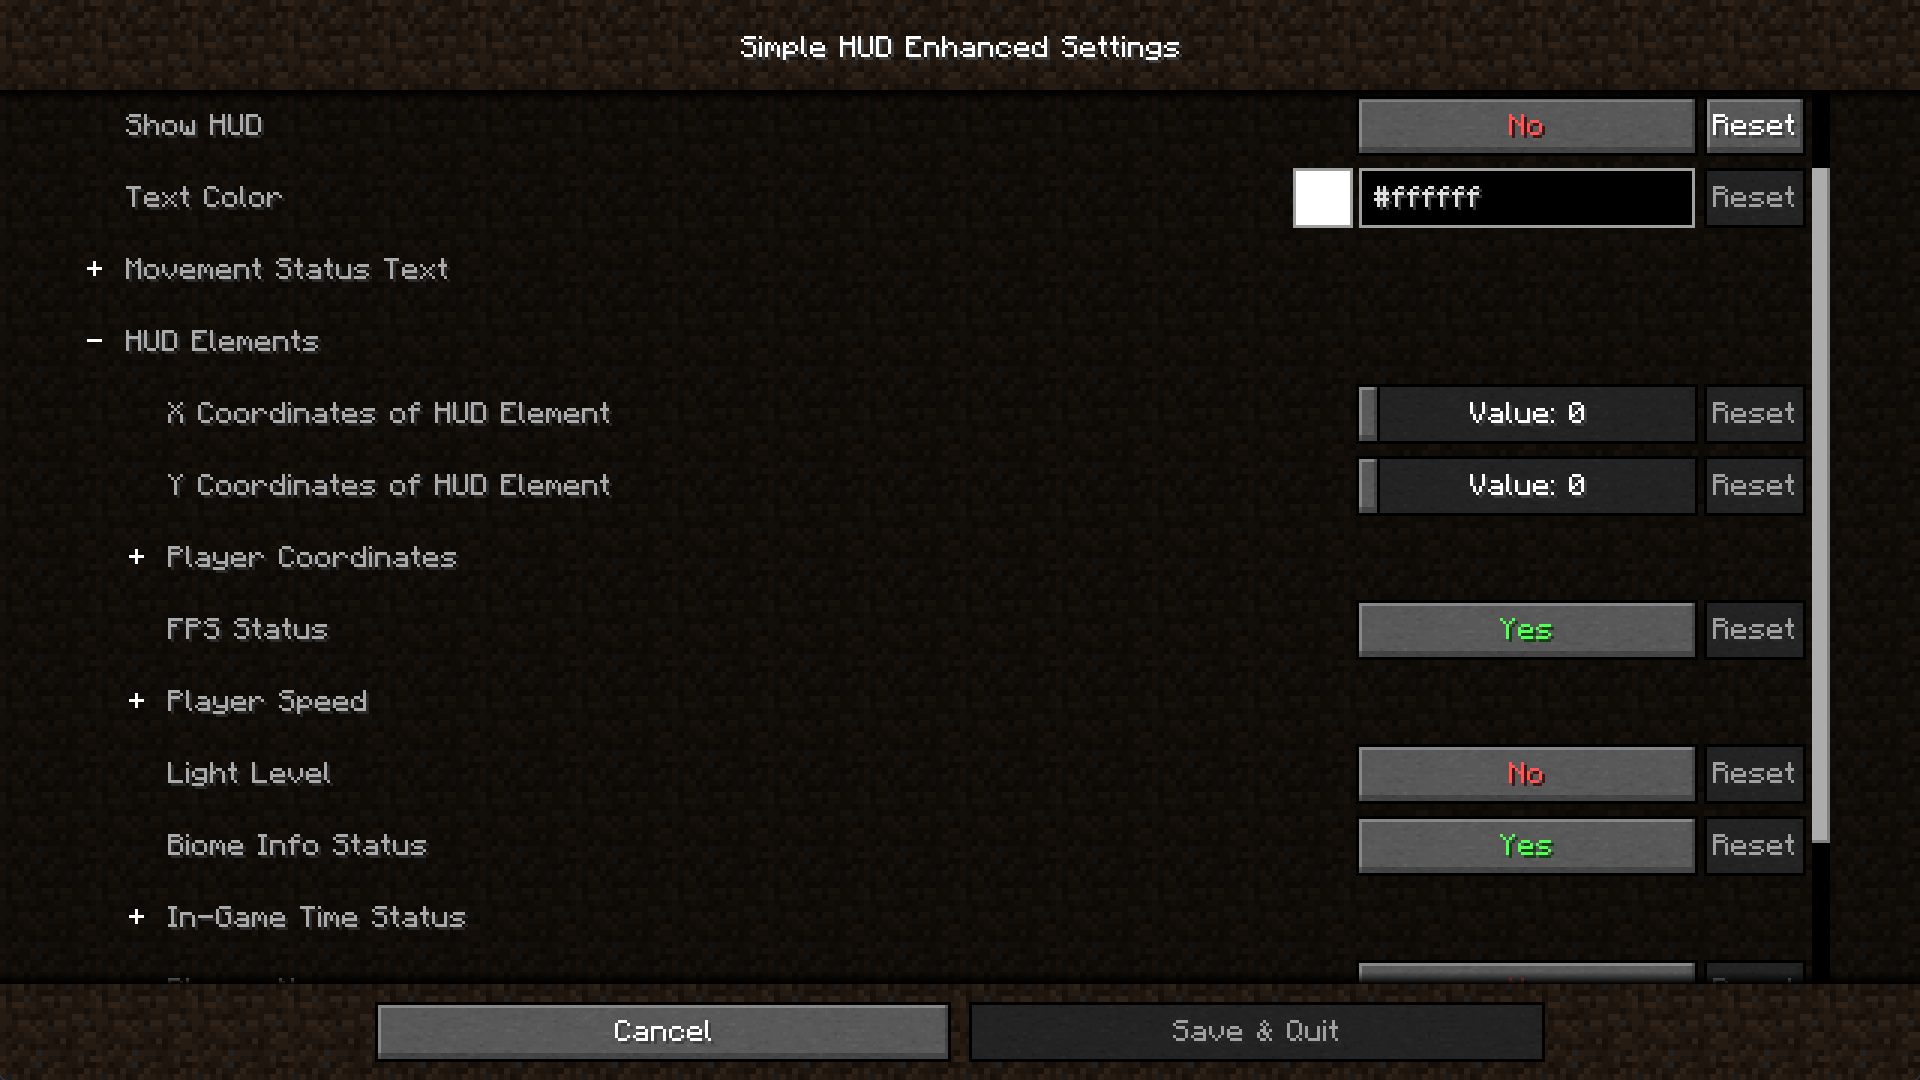 Simple HUD Enhanced Settings
Show HUD No Reset
Text Color #ffffff Reset
+ Movement Status Text
- HUD Elements
X Coordinates of HUD Element Value: 0 Reset
Y Coordinates of HUD Element Value: 0 Reset
+ Player Coordinates
FPS Status Yes Reset
+ Player Speed
Light Level No Reset
Biome Info Status Yes Reset
+ In-Game Time Status
Cancel Save & Quit